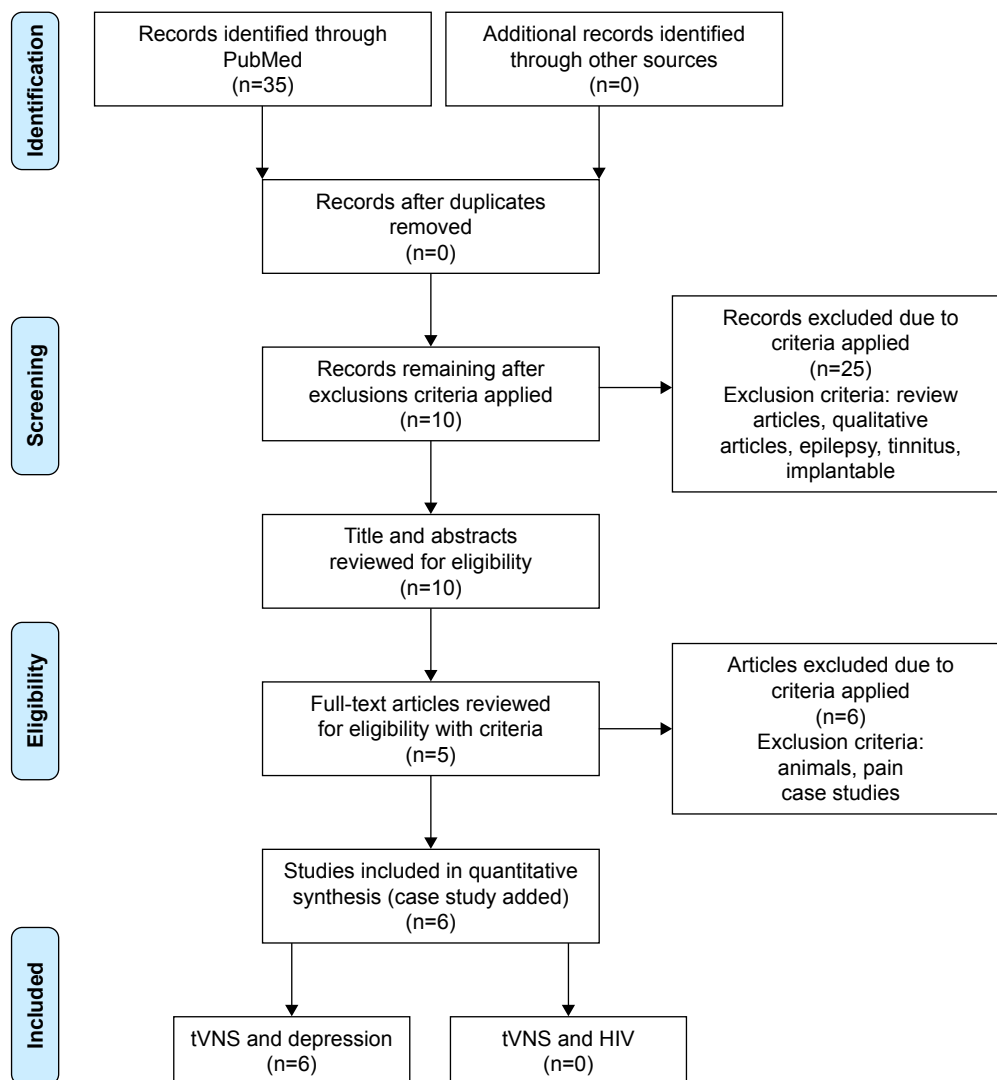 Identification
Records identified through
PubMed
(n=35)
Additional records identified
through other sources
(n=0)
Records after duplicates
removed
(n=0)
Screening
Records remaining after
exclusions criteria applied
(n=10)
Records excluded due to
criteria applied
(n=25)
Exclusion criteria: review
articles, qualitative
articles, epilepsy, tinnitus,
implantable
Title and abstracts
reviewed for eligibility
(n=10)
Eligibility
Full-text articles reviewed
for eligibility with criteria
(n=5)
Articles excluded due to
criteria applied
(n=6)
Exclusion criteria:
animals, pain
case studies
Studies included in quantitative
synthesis (case study added)
(n=6)
Included
tVNS and depression
(n=6)
tVNS and HIV
(n=0)